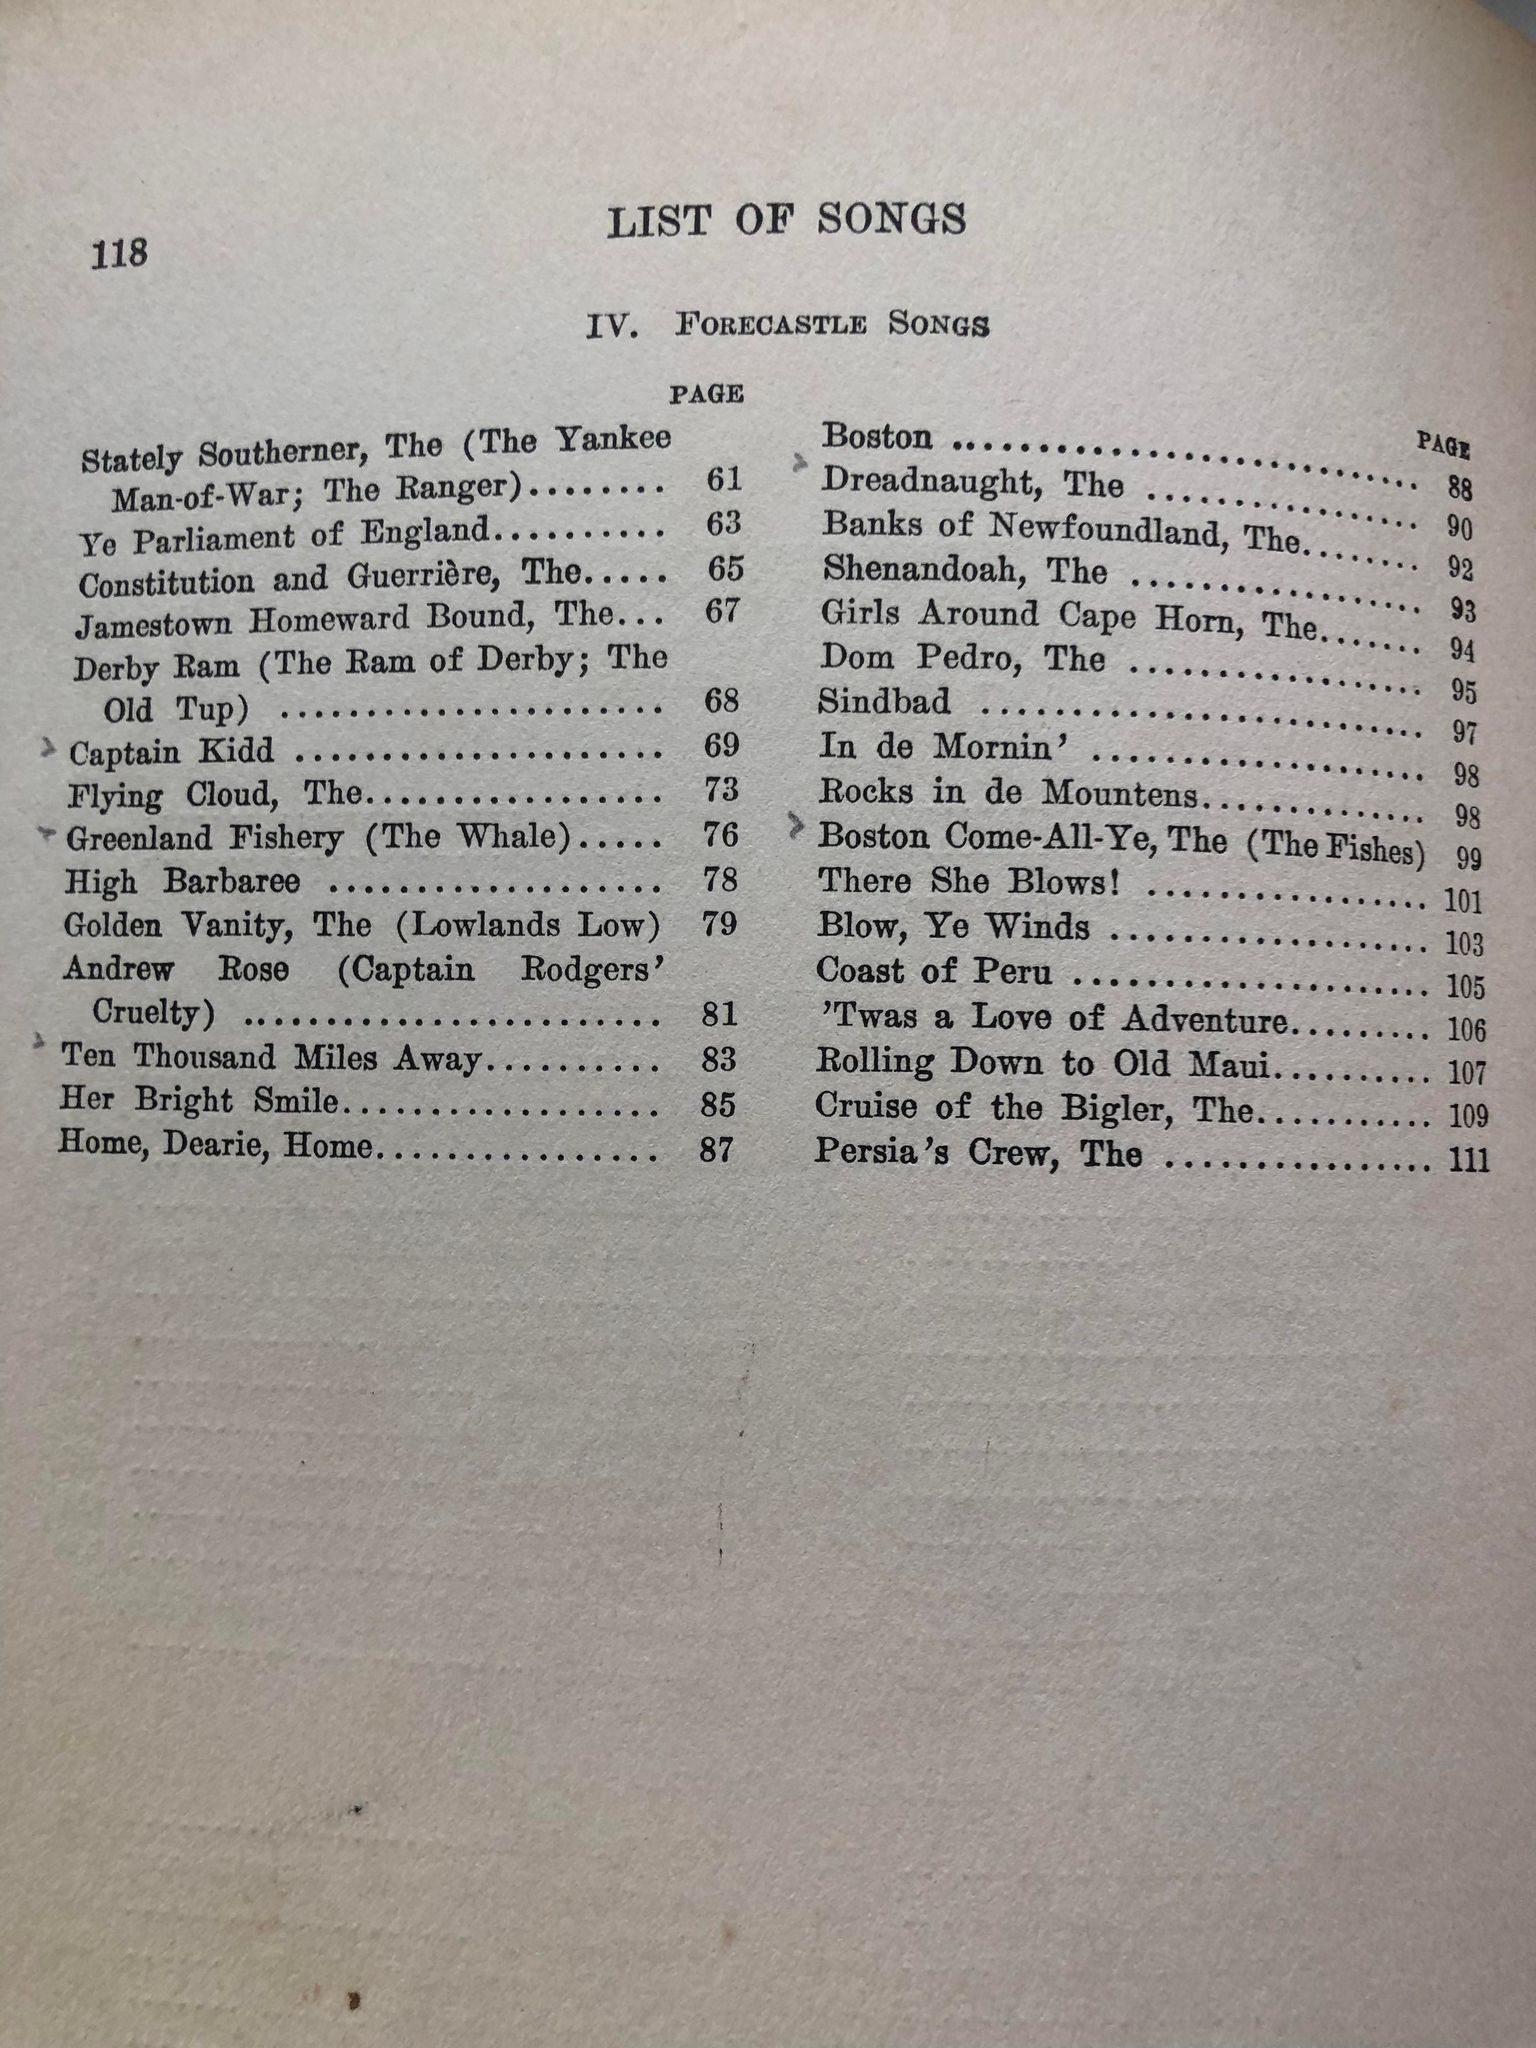 118
LIST OF SONGS
IV. FORECASTLE SONGS
PAGE
Stately Southerner, The (The Yankee
Man-of-War; The Ranger)........ 61
Ye Parliament of England.......... 63
Constitution and Guerrière, The..... 65
Jamestown Homeward Bound, The... 67
Derby Ram (The Ram of Derby; The
Old Tup) ....................... 68
Captain Kidd ..................... 69
Flying Cloud, The.................. 73
Greenland Fishery (The Whale)..... 76
High Barbaree .................... 78
Golden Vanity, The (Lowlands Low) 79
Andrew Rose (Captain Rodgers'
Cruelty) ......................... 81
Ten Thousand Miles Away.......... 83
Her Bright Smile................... 85
Home, Dearie, Home................. 87
PAGE
Boston ............................ 88
Dreadnaught, The ................. 90
Banks of Newfoundland, The....... 92
Shenandoah, The .................. 93
Girls Around Cape Horn, The....... 94
Dom Pedro, The .................. 95
Sindbad ........................... 97
In de Mornin' .................... 98
Rocks in de Mountens.............. 98
Boston Come-All-Ye, The (The Fishes) 99
There She Blows! ................. 101
Blow, Ye Winds ................... 103
Coast of Peru ...................... 105
'Twas a Love of Adventure......... 106
Rolling Down to Old Maui.......... 107
Cruise of the Bigler, The........... 109
Persia's Crew, The ................ 111